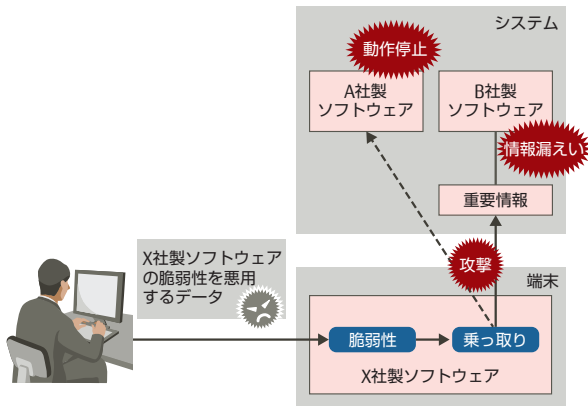 システム
動作停止
A社製
ソフトウェア
B社製
ソフトウェア
情報漏えい
重要情報
攻撃
X社製ソフトウェア
の脆弱性を悪用
するデータ
端末
脆弱性
乗っ取り
X社製ソフトウェア